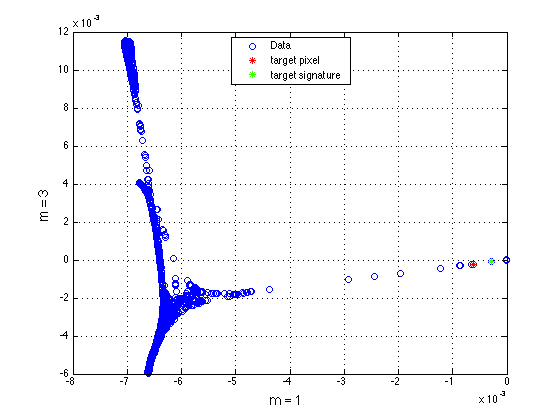 x 10^-3
12
10
8
6
4
2
0
-2
-4
-6
m = 3
Data
target pixel
target signature
-8 -7 -6 -5 -4 -3 -2 -1 0
m = 1
x 10^-3